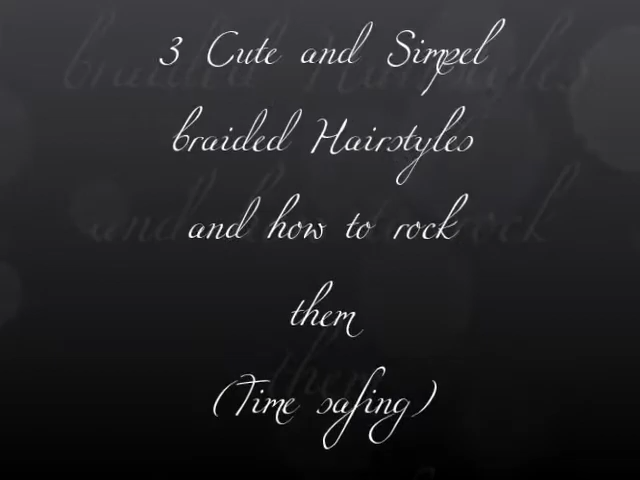 3 Cute and Simpel
braided Hairstyles
and how to rock
them
(Time safing)